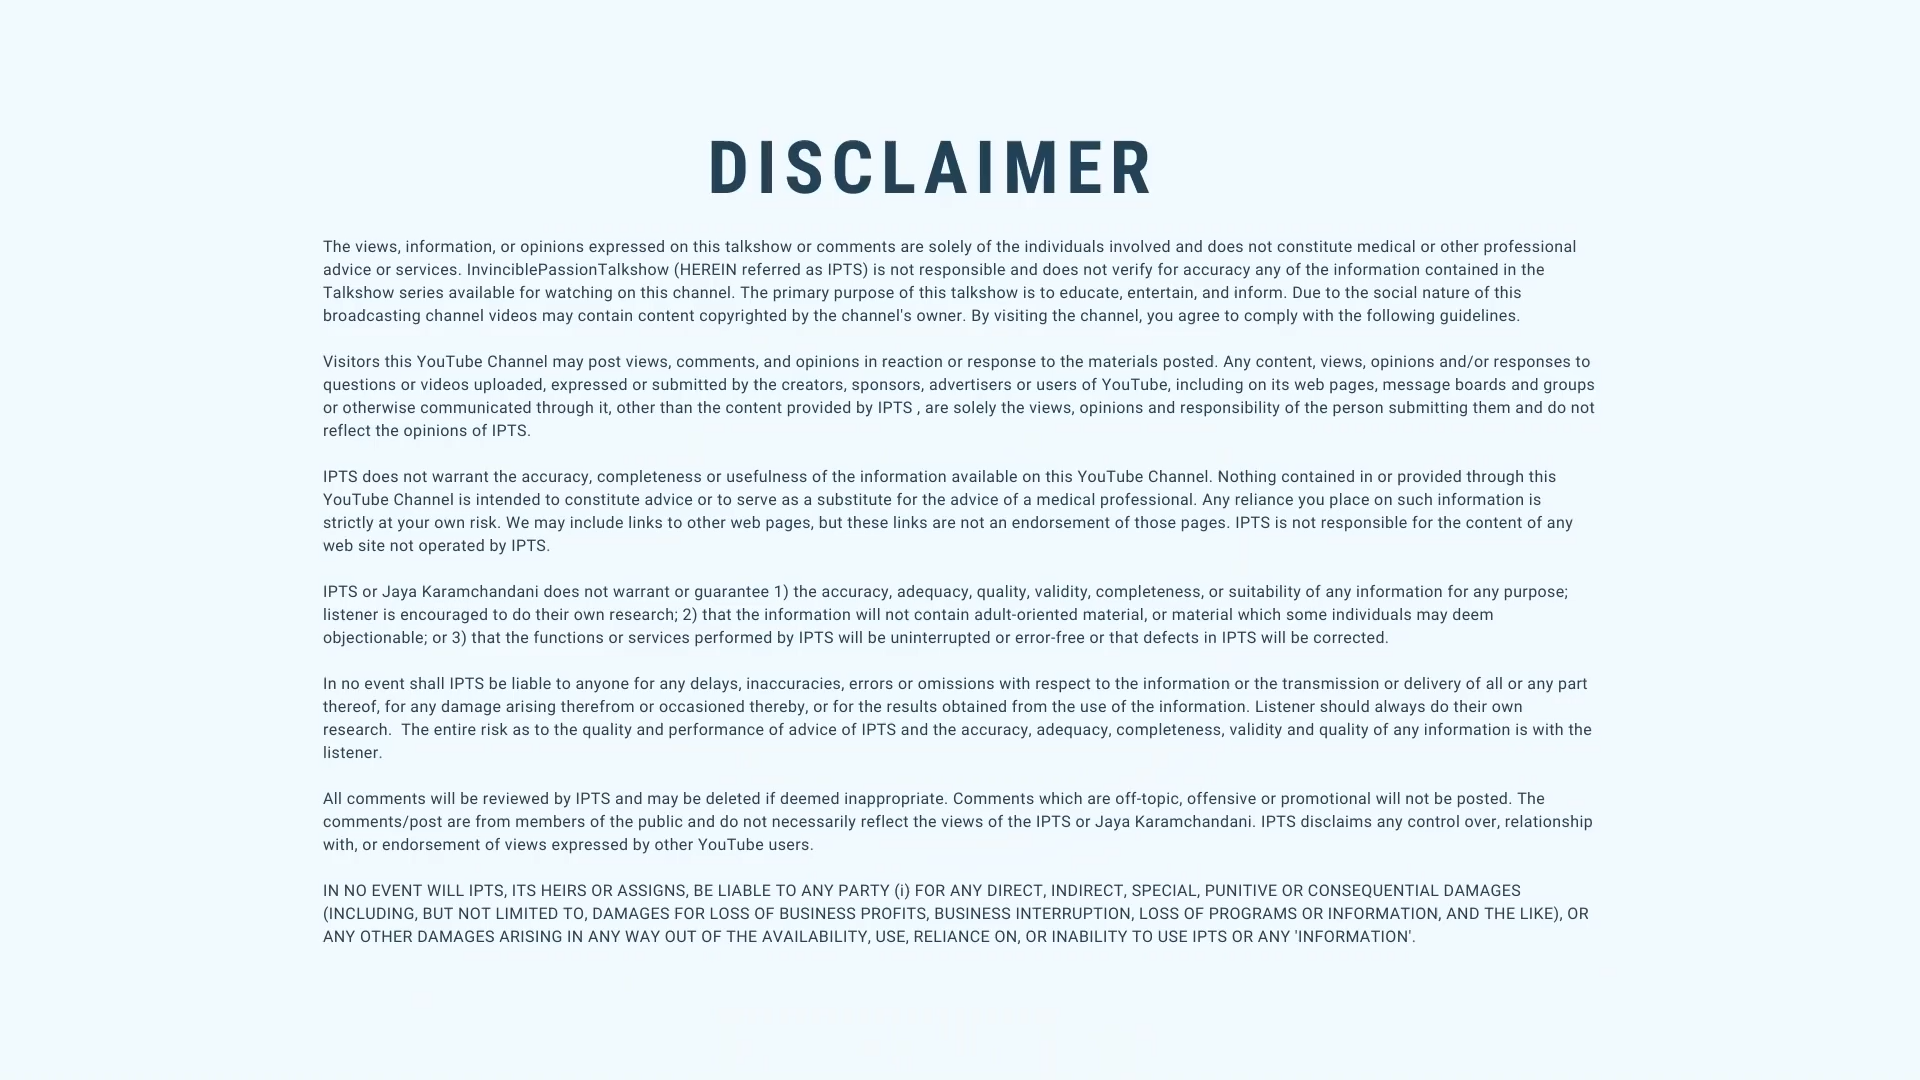 DISCLAIMER
The views, information, or opinions expressed on this talkshow or comments are solely of the individuals involved and does not constitute medical or other professional
advice or services. InvinciblePassionTalkshow (HEREIN referred as IPTS) is not responsible and does not verify for accuracy any of the information contained in the
Talkshow series available for watching on this channel. The primary purpose of this talkshow is to educate, entertain, and inform. Due to the social nature of this
broadcasting channel videos may contain content copyrighted by the channel's owner. By visiting the channel, you agree to comply with the following guidelines.
Visitors this YouTube Channel may post views, comments, and opinions in reaction or response to the materials posted. Any content, views, opinions and/or responses to
questions or videos uploaded, expressed or submitted by the creators, sponsors, advertisers or users of YouTube, including on its web pages, message boards and groups
or otherwise communicated through it, other than the content provided by IPTS , are solely the views, opinions and responsibility of the person submitting them and do not
reflect the opinions of IPTS.
IPTS does not warrant the accuracy, completeness or usefulness of the information available on this YouTube Channel. Nothing contained in or provided through this
YouTube Channel is intended to constitute advice or to serve as a substitute for the advice of a medical professional. Any reliance you place on such information is
strictly at your own risk. We may include links to other web pages, but these links are not an endorsement of those pages. IPTS is not responsible for the content of any
web site not operated by IPTS.
IPTS or Jaya Karamchandani does not warrant or guarantee 1) the accuracy, adequacy, quality, validity, completeness, or suitability of any information for any purpose;
listener is encouraged to do their own research; 2) that the information will not contain adult-oriented material, or material which some individuals may deem
objectionable; or 3) that the functions or services performed by IPTS will be uninterrupted or error-free or that defects in IPTS will be corrected.
In no event shall IPTS be liable to anyone for any delays, inaccuracies, errors or omissions with respect to the information or the transmission or delivery of all or any part
thereof, for any damage arising therefrom or occasioned thereby, or for the results obtained from the use of the information. Listener should always do their own
research.  The entire risk as to the quality and performance of advice of IPTS and the accuracy, adequacy, completeness, validity and quality of any information is with the
listener.
All comments will be reviewed by IPTS and may be deleted if deemed inappropriate. Comments which are off-topic, offensive or promotional will not be posted. The
comments/post are from members of the public and do not necessarily reflect the views of the IPTS or Jaya Karamchandani. IPTS disclaims any control over, relationship
with, or endorsement of views expressed by other YouTube users.
IN NO EVENT WILL IPTS, ITS HEIRS OR ASSIGNS, BE LIABLE TO ANY PARTY (i) FOR ANY DIRECT, INDIRECT, SPECIAL, PUNITIVE OR CONSEQUENTIAL DAMAGES
(INCLUDING, BUT NOT LIMITED TO, DAMAGES FOR LOSS OF BUSINESS PROFITS, BUSINESS INTERRUPTION, LOSS OF PROGRAMS OR INFORMATION, AND THE LIKE), OR
ANY OTHER DAMAGES ARISING IN ANY WAY OUT OF THE AVAILABILITY, USE, RELIANCE ON, OR INABILITY TO USE IPTS OR ANY 'INFORMATION'.